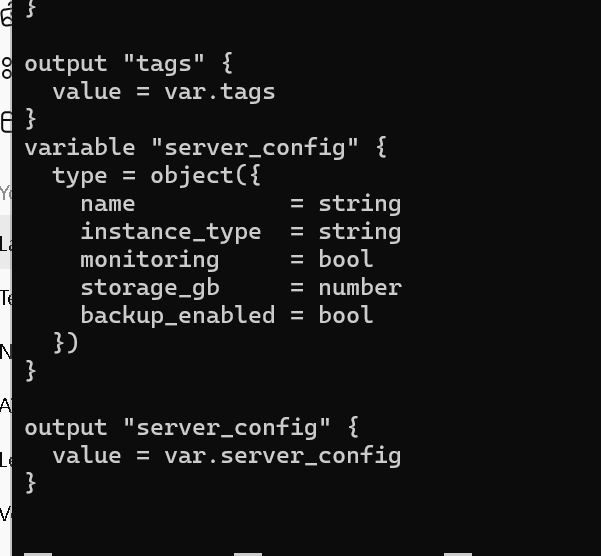 }

output "tags" {
  value = var.tags
}
variable "server_config" {
  type = object({
    name           = string
    instance_type  = string
    monitoring     = bool
    storage_gb     = number
    backup_enabled = bool
  })
}

output "server_config" {
  value = var.server_config
}